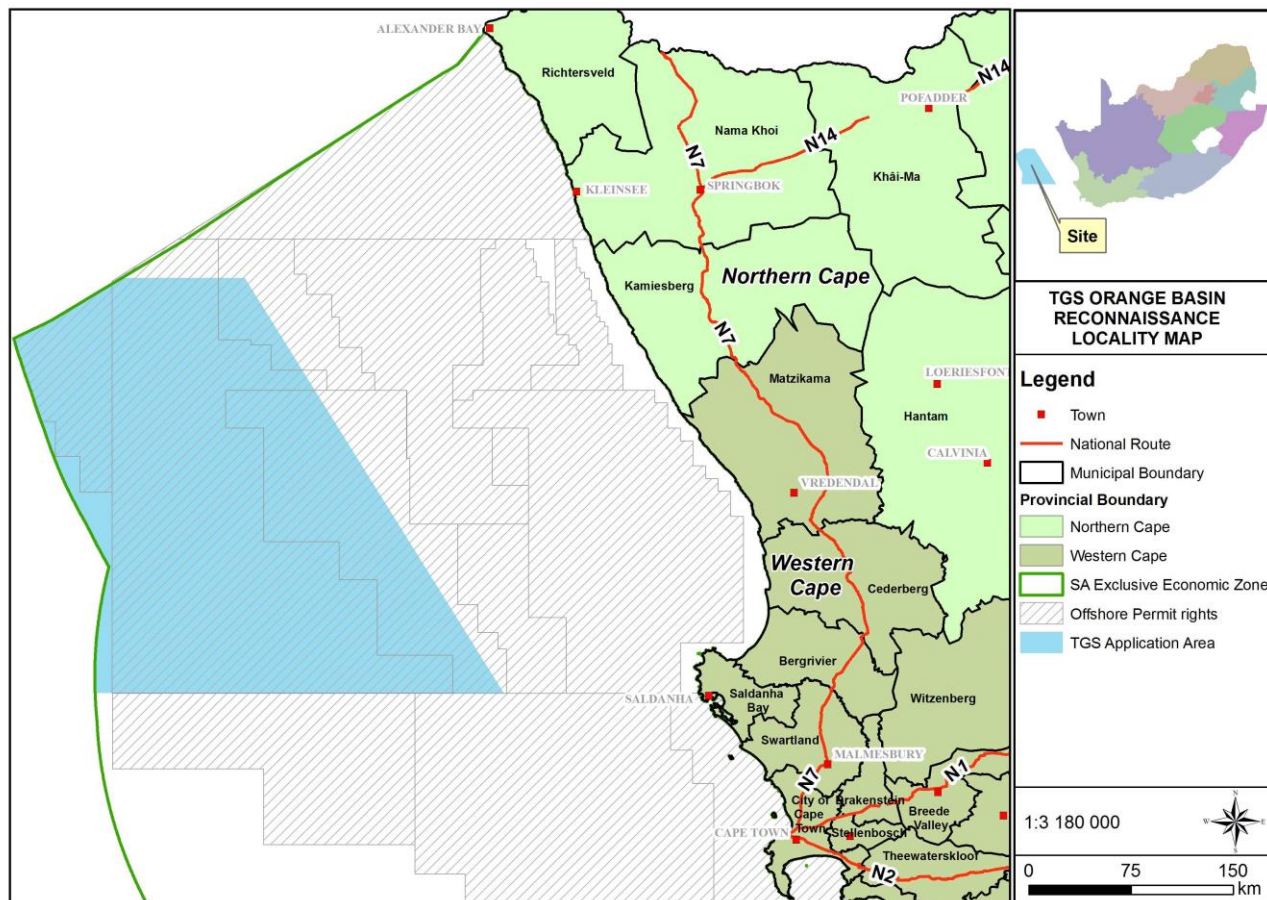 ALEXANDER BAY
Richtersveld
N14
POFADDER
Nama Khoi
N14
N7
Khâi-Ma
KLEINSEE
SPRINGBOK
Northern Cape
Kamiesberg
N7
Matzikama
LOERIESFONT
Hantam
CALVINIA
VREDENDAL
Western
Cape
Cederberg
Bergrivier
SALDANHA
Saldanha
Bay
Witzenberg
Swartland
MALMESBURY
N7
N1
City of
Cape
Town
Drakenstein
Breede
Valley
CAPE TOWN
Stellenbosch
Theewaterskloof
N2
Site
TGS ORANGE BASIN
RECONNAISSANCE
LOCALITY MAP
Legend
Town
National Route
Municipal Boundary
Provincial Boundary
Northern Cape
Western Cape
SA Exclusive Economic Zone
Offshore Permit rights
TGS Application Area
1:3 180 000
N
W E
S
0 75 150
km